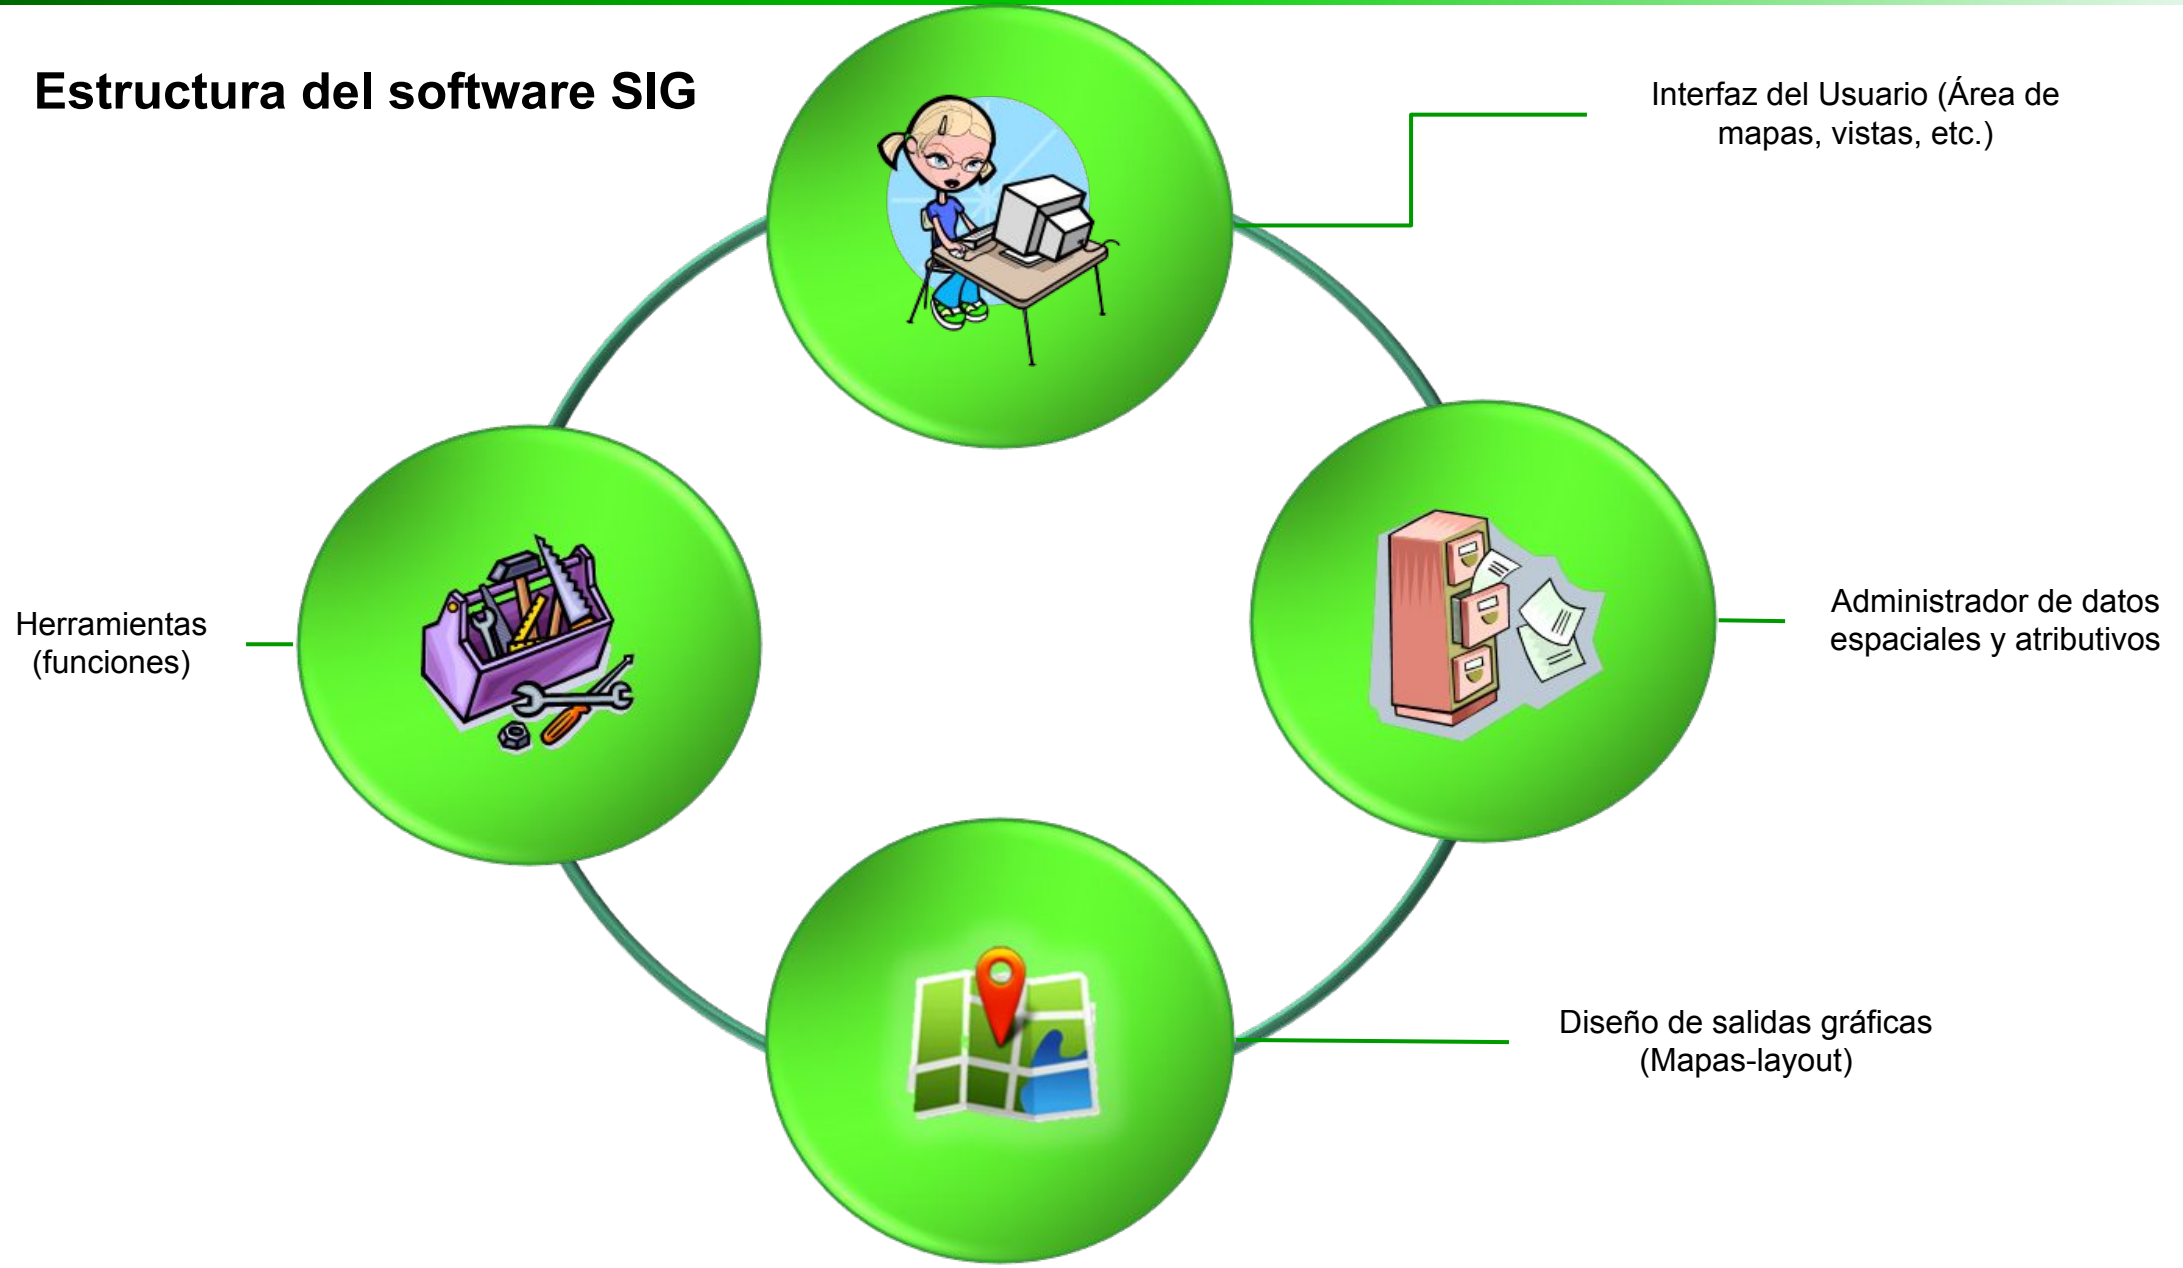 Estructura del software SIG
Interfaz del Usuario (Área de
mapas, vistas, etc.)
Herramientas
(funciones)
Administrador de datos
espaciales y atributivos
Diseño de salidas gráficas
(Mapas-layout)